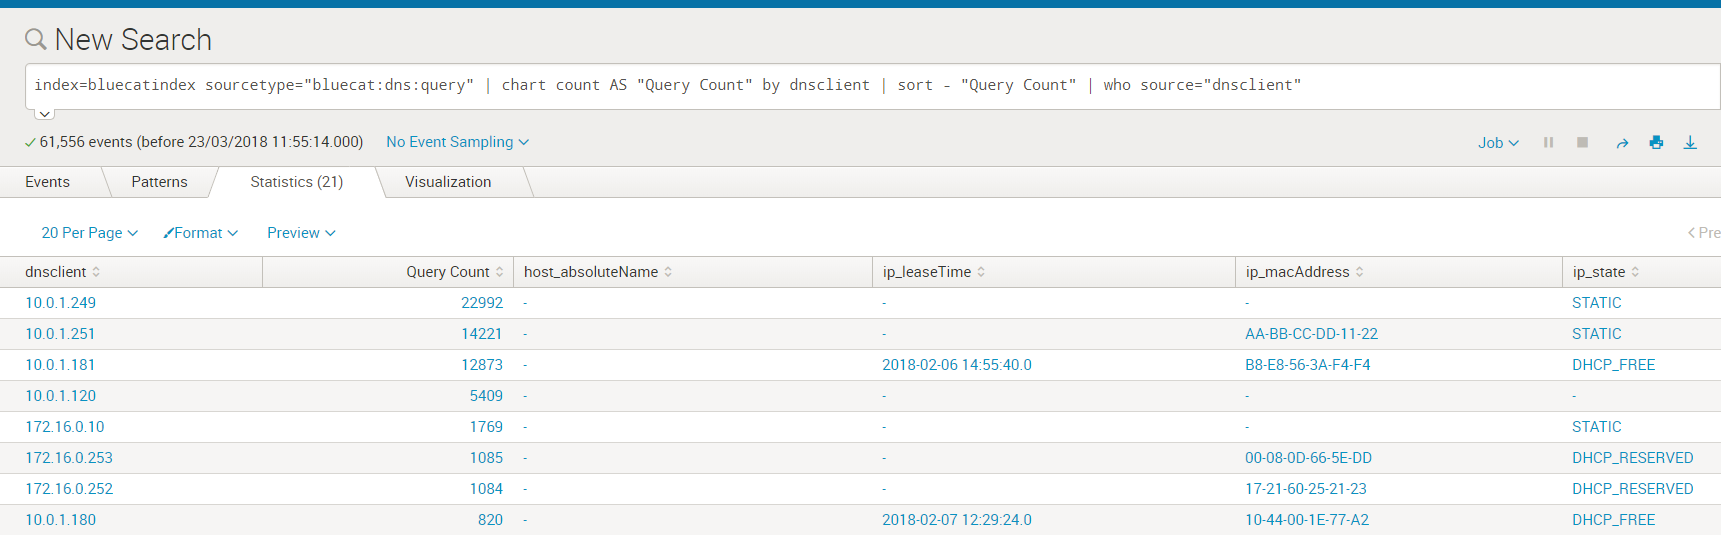 New Search
index=bluecatindex sourcetype="bluecat:dns:query" | chart count AS "Query Count" by dnsclient | sort - "Query Count" | who source="dnsclient"
61,556 events (before 23/03/2018 11:55:14.000) No Event Sampling Job
Events Patterns Statistics (21) Visualization
20 Per Page Format Preview < Pre
dnsclient Query Count host_absoluteName ip_leaseTime ip_macAddress ip_state
10.0.1.249 22992 - - - STATIC
10.0.1.251 14221 - - AA-BB-CC-DD-11-22 STATIC
10.0.1.181 12873 - 2018-02-06 14:55:40.0 B8-E8-56-3A-F4-F4 DHCP_FREE
10.0.1.120 5409 - - - -
172.16.0.10 1769 - - - STATIC
172.16.0.253 1085 - - 00-08-0D-66-5E-DD DHCP_RESERVED
172.16.0.252 1084 - - 17-21-60-25-21-23 DHCP_RESERVED
10.0.1.180 820 - 2018-02-07 12:29:24.0 10-44-00-1E-77-A2 DHCP_FREE